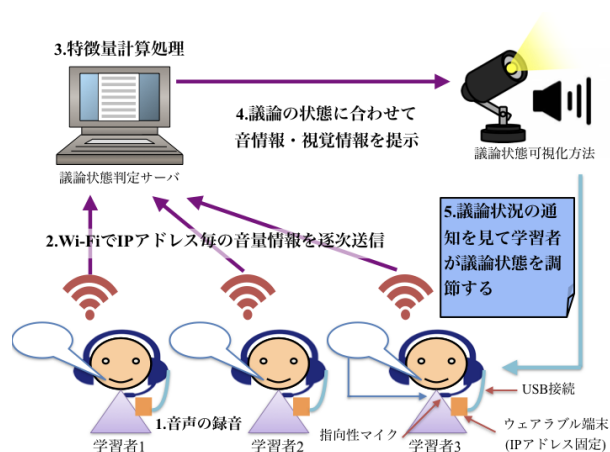 3.特徴量計算処理
4.議論の状態に合わせて
音情報・視覚情報を提示
議論状態判定サーバ
議論状態可視化方法
2.Wi-FiでIPアドレス毎の音量情報を逐次送信
5.議論状況の通
知を見て学習者
が議論状態を調
節する
1.音声の録音
USB接続
指向性マイク
ウェアラブル端末
(IPアドレス固定)
学習者1
学習者2
学習者3